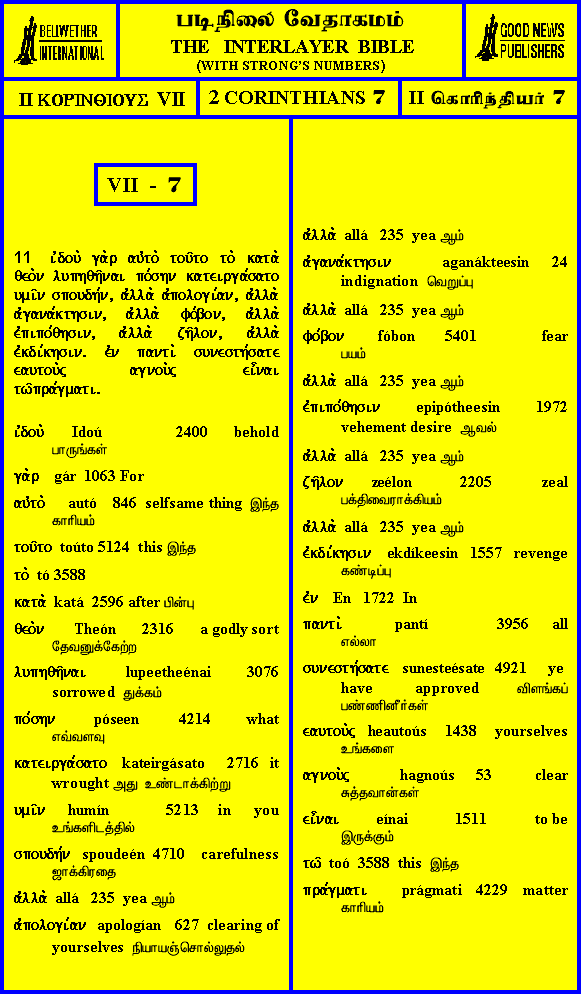 BELLWETHER
INTERNATIONAL
படிநிலை வேதாகமம்
THE INTERLAYER BIBLE
(WITH STRONG'S NUMBERS)
GOOD NEWS
PUBLISHERS
II ΚΟΡΙΝΘΙΟΥΣ VII
2 CORINTHIANS 7
II கொரிந்தியர் 7
VII - 7
11 ἰδοὺ γὰρ αὐτὸ τοῦτο τὸ κατὰ
θεὸν λυπηθῆναι πόσην κατειργάσατο
υμῖν σπουδήν, ἀλλὰ ἀπολογίαν, ἀλλὰ
ἀγανάκτησιν, ἀλλὰ φόβον, ἀλλὰ
ἐπιπόθησιν, ἀλλὰ ζῆλον, ἀλλὰ
ἐκδίκησιν. ἐν παντὶ συνεστήσατε
εαυτοὺς αγνοὺς εἶναι
τῶπράγματι.
ἰδοὺ Idoú 2400 behold
பாருங்கள்
γὰρ gár 1063 For
αὐτὸ autó 846 selfsame thing இந்த
காரியம்
τοῦτο toúto 5124 this இந்த
τὸ tó 3588
κατὰ katá 2596 after பின்பு
θεὸν Theón 2316 a godly sort
தேவனுக்கேற்ற
λυπηθῆναι lupeetheénai 3076
sorrowed துக்கம்
πόσην póseen 4214 what
எவ்வளவு
κατειργάσατο kateirgásato 2716 it
wrought அது உண்டாக்கிற்று
υμῖν humín 5213 in you
உங்களிடத்தில்
σπουδήν spoudeén 4710 carefulness
ஜாக்கிரதை
ἀλλὰ allá 235 yea ஆம்
ἀπολογίαν apologían 627 clearing of
yourselves நியாயஞ்சொல்லுதல்
ἀλλὰ allá 235 yea ஆம்
ἀγανάκτησιν aganákteesin 24
indignation வெறுப்பு
ἀλλὰ allá 235 yea ஆம்
φόβον fóbon 5401 fear
பயம்
ἀλλὰ allá 235 yea ஆம்
ἐπιπόθησιν epipótheesin 1972
vehement desire ஆவல்
ἀλλὰ allá 235 yea ஆம்
ζῆλον zeélon 2205 zeal
பக்திவைராக்கியம்
ἀλλὰ allá 235 yea ஆம்
ἐκδίκησιν ekdíkeesin 1557 revenge
கண்டிப்பு
ἐν En 1722 In
παντὶ pantí 3956 all
எல்லா
συνεστήσατε sunesteésate 4921 ye
have approved விளங்கப்
பண்ணினீர்கள்
εαυτοὺς heautoús 1438 yourselves
உங்களை
αγνοὺς hagnoús 53 clear
சுத்தவான்கள்
εἶναι eínai 1511 to be
இருக்கும்
τῶ toó 3588 this இந்த
πράγματι prágmati 4229 matter
காரியம்